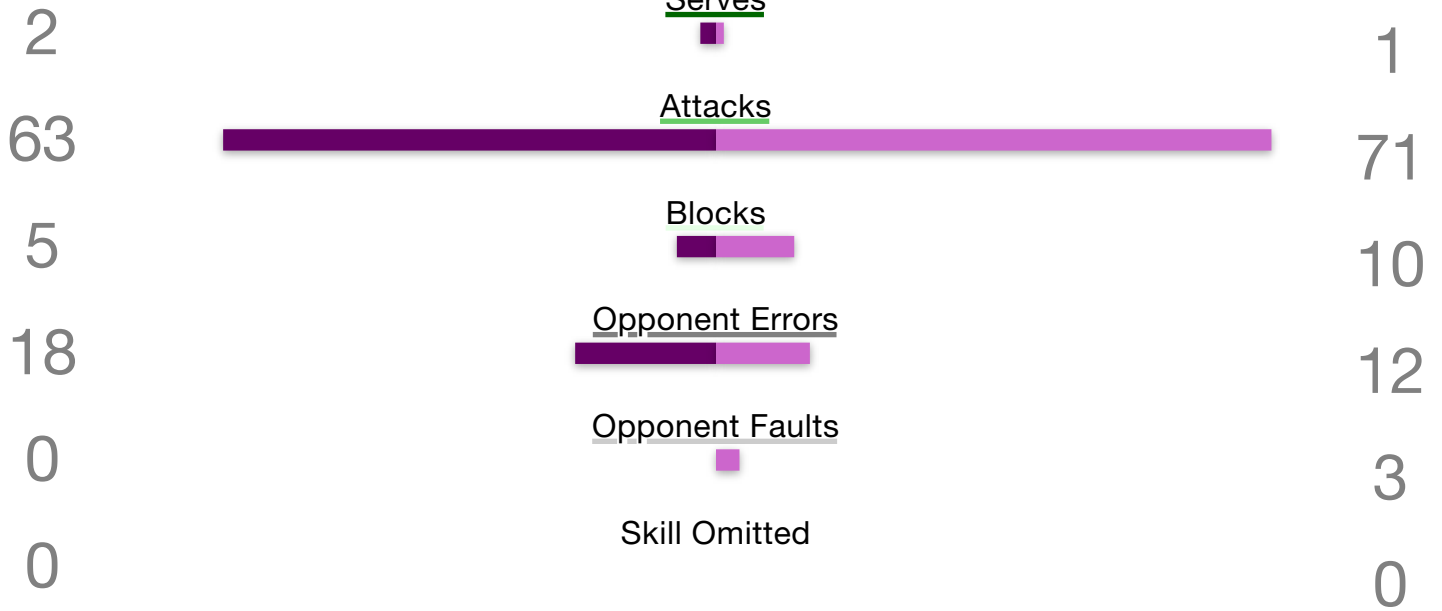 Serves
2
1
Attacks
63
71
Blocks
5
10
Opponent Errors
18
12
Opponent Faults
0
3
Skill Omitted
0
0